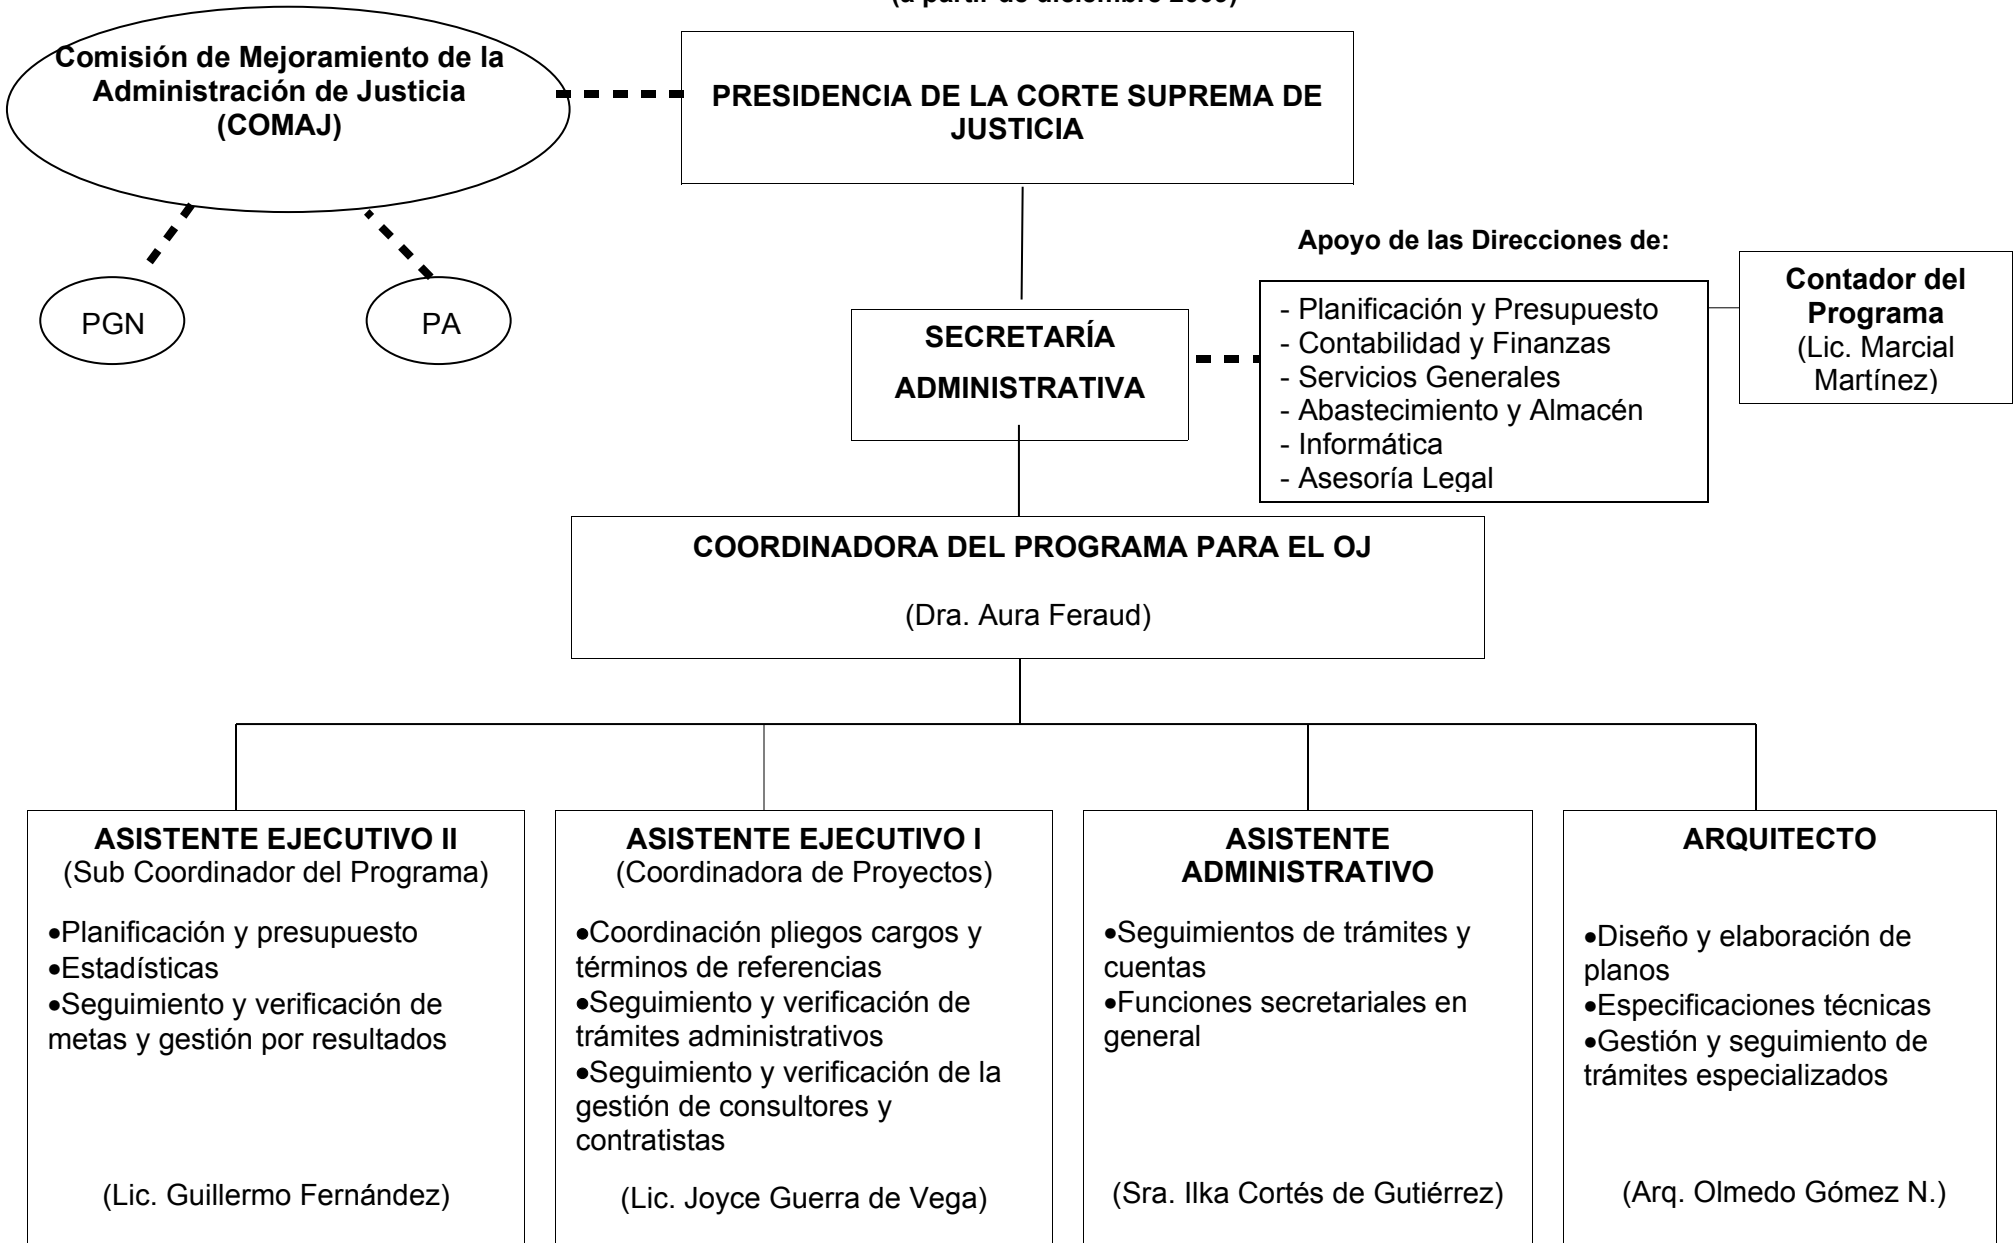 Comisión de Mejoramiento de la
Administración de Justicia
(COMAJ)
PRESIDENCIA DE LA CORTE SUPREMA DE
JUSTICIA
PGN
PA
Apoyo de las Direcciones de:
SECRETARÍA
ADMINISTRATIVA
- Planificación y Presupuesto
- Contabilidad y Finanzas
- Servicios Generales
- Abastecimiento y Almacén
- Informática
- Asesoría Legal
Contador del
Programa
(Lic. Marcial
Martínez)
COORDINADORA DEL PROGRAMA PARA EL OJ
(Dra. Aura Feraud)
ASISTENTE EJECUTIVO II
(Sub Coordinador del Programa)
•Planificación y presupuesto
•Estadísticas
•Seguimiento y verificación de
metas y gestión por resultados
(Lic. Guillermo Fernández)
ASISTENTE EJECUTIVO I
(Coordinadora de Proyectos)
•Coordinación pliegos cargos y
términos de referencias
•Seguimiento y verificación de
trámites administrativos
•Seguimiento y verificación de la
gestión de consultores y
contratistas
(Lic. Joyce Guerra de Vega)
ASISTENTE
ADMINISTRATIVO
•Seguimientos de trámites y
cuentas
•Funciones secretariales en
general
(Sra. Ilka Cortés de Gutiérrez)
ARQUITECTO
•Diseño y elaboración de
planos
•Especificaciones técnicas
•Gestión y seguimiento de
trámites especializados
(Arq. Olmedo Gómez N.)